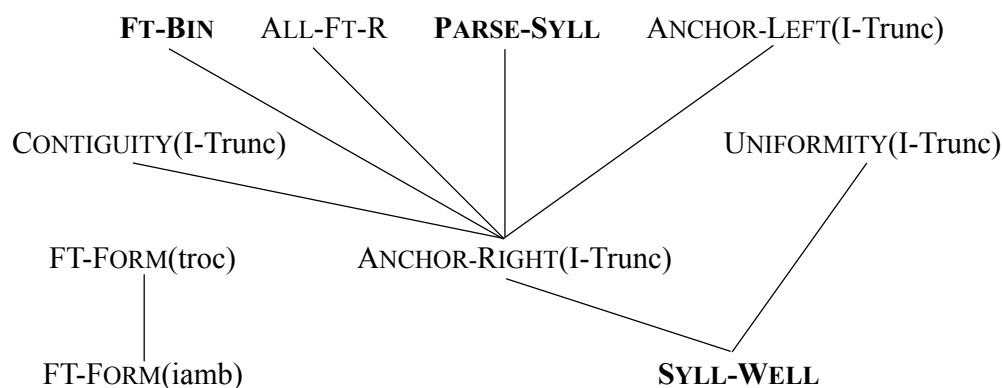 FT-BIN ALL-FT-R PARSE-SYLL ANCHOR-LEFT(I-Trunc)
CONTIGUITY(I-Trunc) UNIFORMITY(I-Trunc)
FT-FORM(troc) ANCHOR-RIGHT(I-Trunc)
FT-FORM(iamb) SYLL-WELL